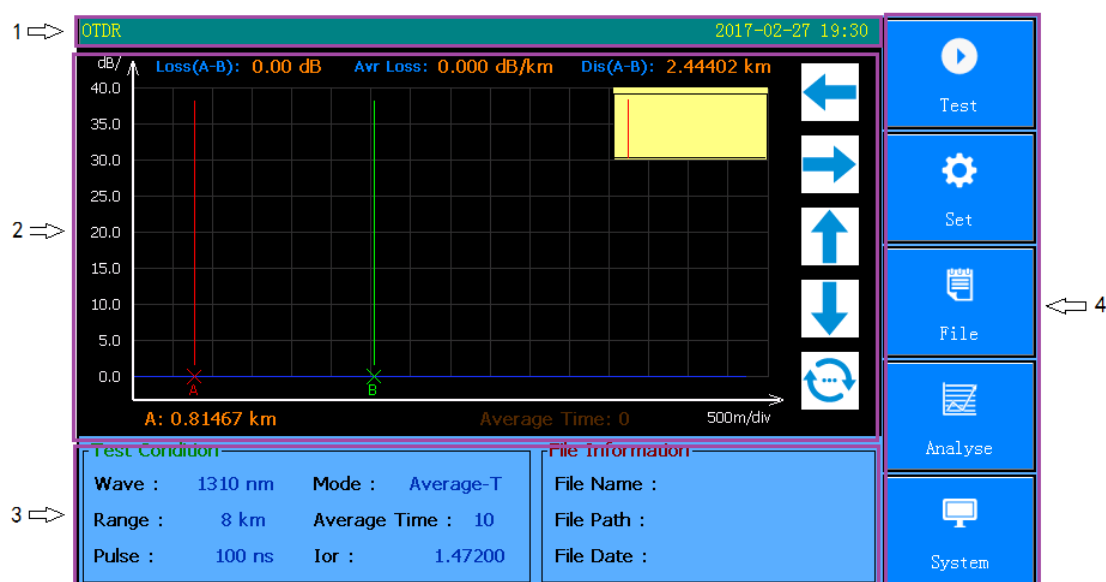 1
OTDR 2017-02-27 19:30
dB/ Loss(A-B): 0.00 dB Avr Loss: 0.000 dB/km Dis(A-B): 2.44402 km
40.0
35.0
30.0
25.0
2
20.0
15.0
10.0
5.0
0.0
A B
A: 0.81467 km Average Time: 0 500m/div
Test Condition File Information
Wave : 1310 nm Mode : Average-T File Name :
3
Range : 8 km Average Time : 10 File Path :
Pulse : 100 ns Ior : 1.47200 File Date :
Test
Set
File
4
Analyse
System